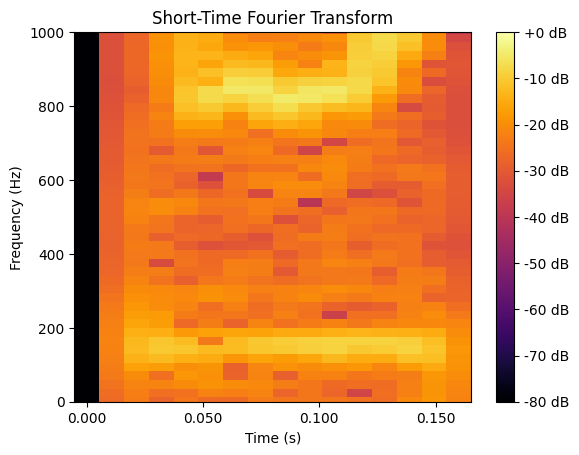 Short-Time Fourier Transform
1000
800
600
400
200
0
Frequency (Hz)
0.000
0.050
0.100
0.150
Time (s)
+0 dB
-10 dB
-20 dB
-30 dB
-40 dB
-50 dB
-60 dB
-70 dB
-80 dB